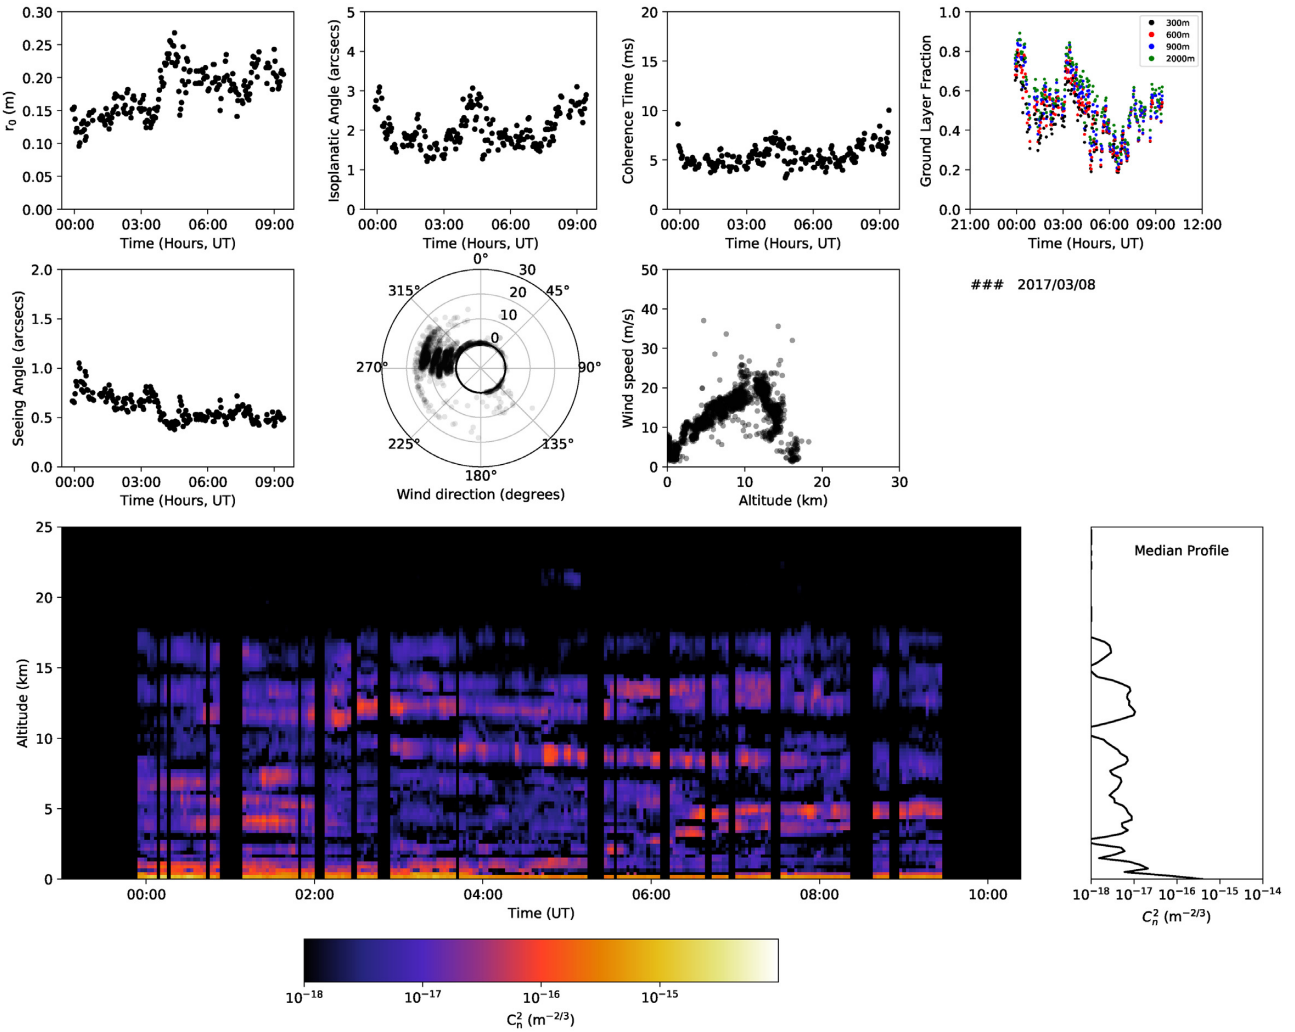 0.30
0.25
0.20
0.15
0.10
0.05
0.00
r0 (m)
00:00 03:00 06:00 09:00
Time (Hours, UT)
5
4
3
2
1
0
Isoplanatic Angle (arcsecs)
00:00 03:00 06:00 09:00
Time (Hours, UT)
20
15
10
5
0
Coherence Time (ms)
00:00 03:00 06:00 09:00
Time (Hours, UT)
1.0
0.8
0.6
0.4
0.2
0.0
Ground Layer Fraction
300m
600m
900m
2000m
21:00 00:00 03:00 06:00 09:00 12:00
Time (Hours, UT)
2.0
1.5
1.0
0.5
0.0
Seeing Angle (arcsecs)
00:00 03:00 06:00 09:00
Time (Hours, UT)
0°
45°
90°
135°
180°
225°
270°
315°
30
20
10
0
Wind direction (degrees)
50
40
30
20
10
0
Wind speed (m/s)
0 10 20 30
Altitude (km)
### 2017/03/08
25
20
15
10
5
0
Altitude (km)
00:00 02:00 04:00 06:00 08:00 10:00
Time (UT)
Median Profile
10−18 10−17 10−16 10−15 10−14
C2n (m−2/3)
10−18 10−17 10−16 10−15
C2n (m−2/3)